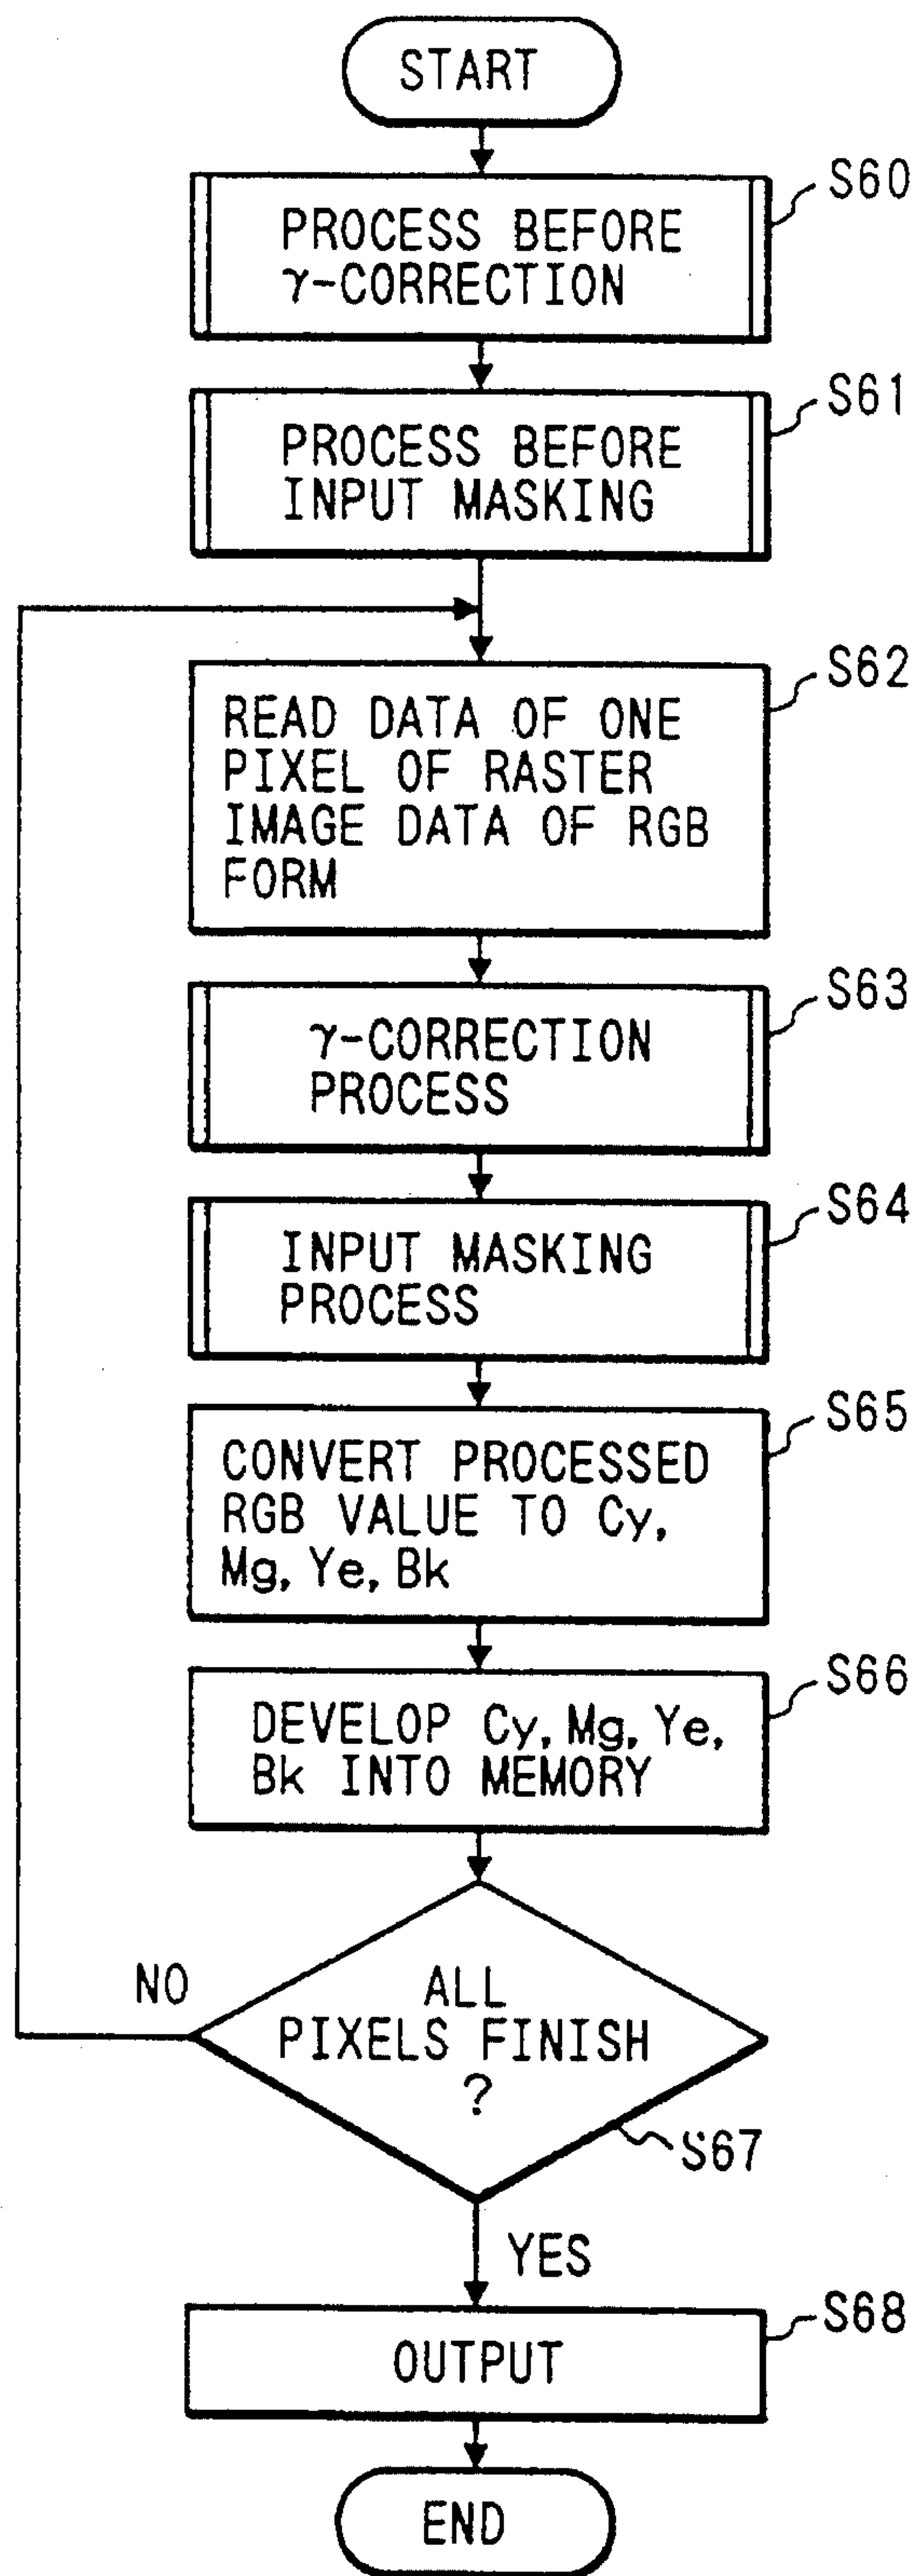 START
S60
PROCESS BEFORE
γ-CORRECTION
S61
PROCESS BEFORE
INPUT MASKING
S62
READ DATA OF ONE
PIXEL OF RASTER
IMAGE DATA OF RGB
FORM
S63
γ-CORRECTION
PROCESS
S64
INPUT MASKING
PROCESS
S65
CONVERT PROCESSED
RGB VALUE TO Cy,
Mg, Ye, Bk
S66
DEVELOP Cy, Mg, Ye,
Bk INTO MEMORY
NO
ALL
PIXELS FINISH
?
S67
YES
S68
OUTPUT
END